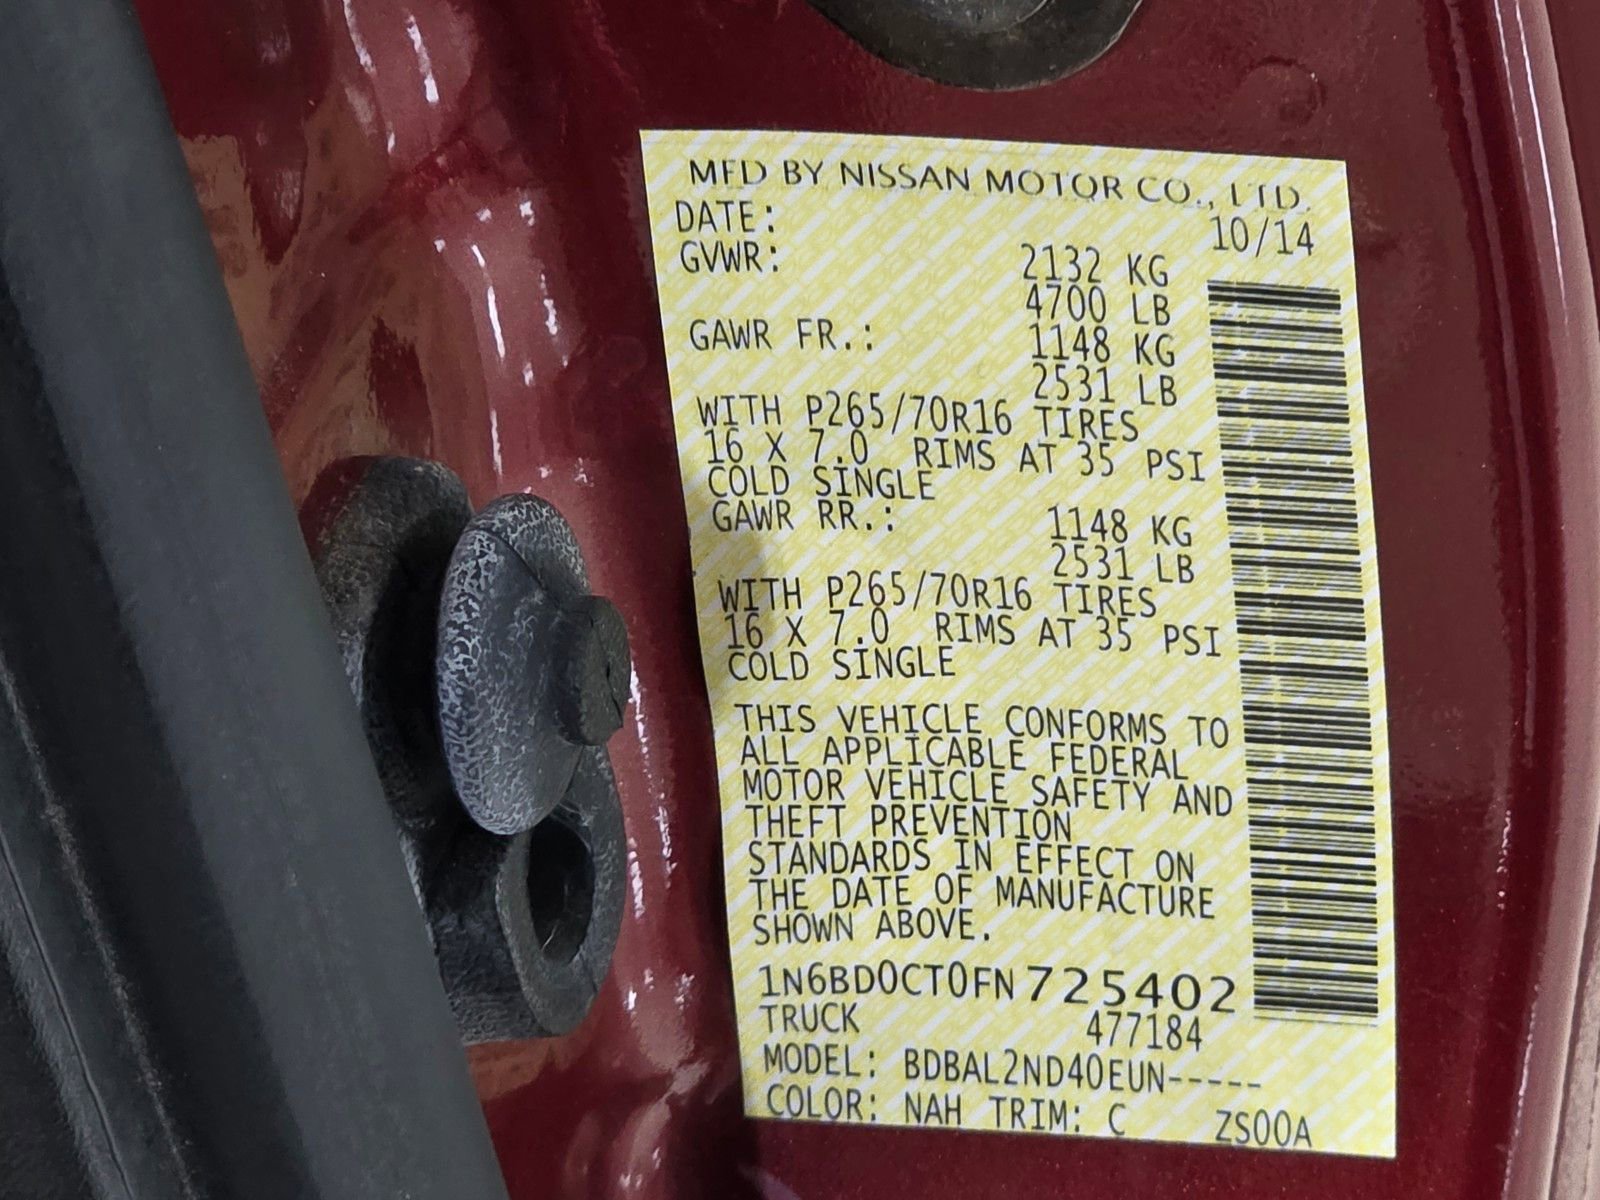 MFD BY NISSAN MOTOR CO., LTD.
DATE: 10/14
GVWR: 2132 KG
4700 LB
GAWR FR.: 1148 KG
2531 LB
WITH P265/70R16 TIRES
16 X 7.0 RIMS AT 35 PSI
COLD SINGLE
GAWR RR.: 1148 KG
2531 LB
WITH P265/70R16 TIRES
16 X 7.0 RIMS AT 35 PSI
COLD SINGLE
THIS VEHICLE CONFORMS TO
ALL APPLICABLE FEDERAL
MOTOR VEHICLE SAFETY AND
THEFT PREVENTION
STANDARDS IN EFFECT ON
THE DATE OF MANUFACTURE
SHOWN ABOVE.
1N6BD0CT0FN725402
TRUCK 477184
MODEL: BDBAL2ND40EUN-----
COLOR: NAH TRIM: C ZS00A